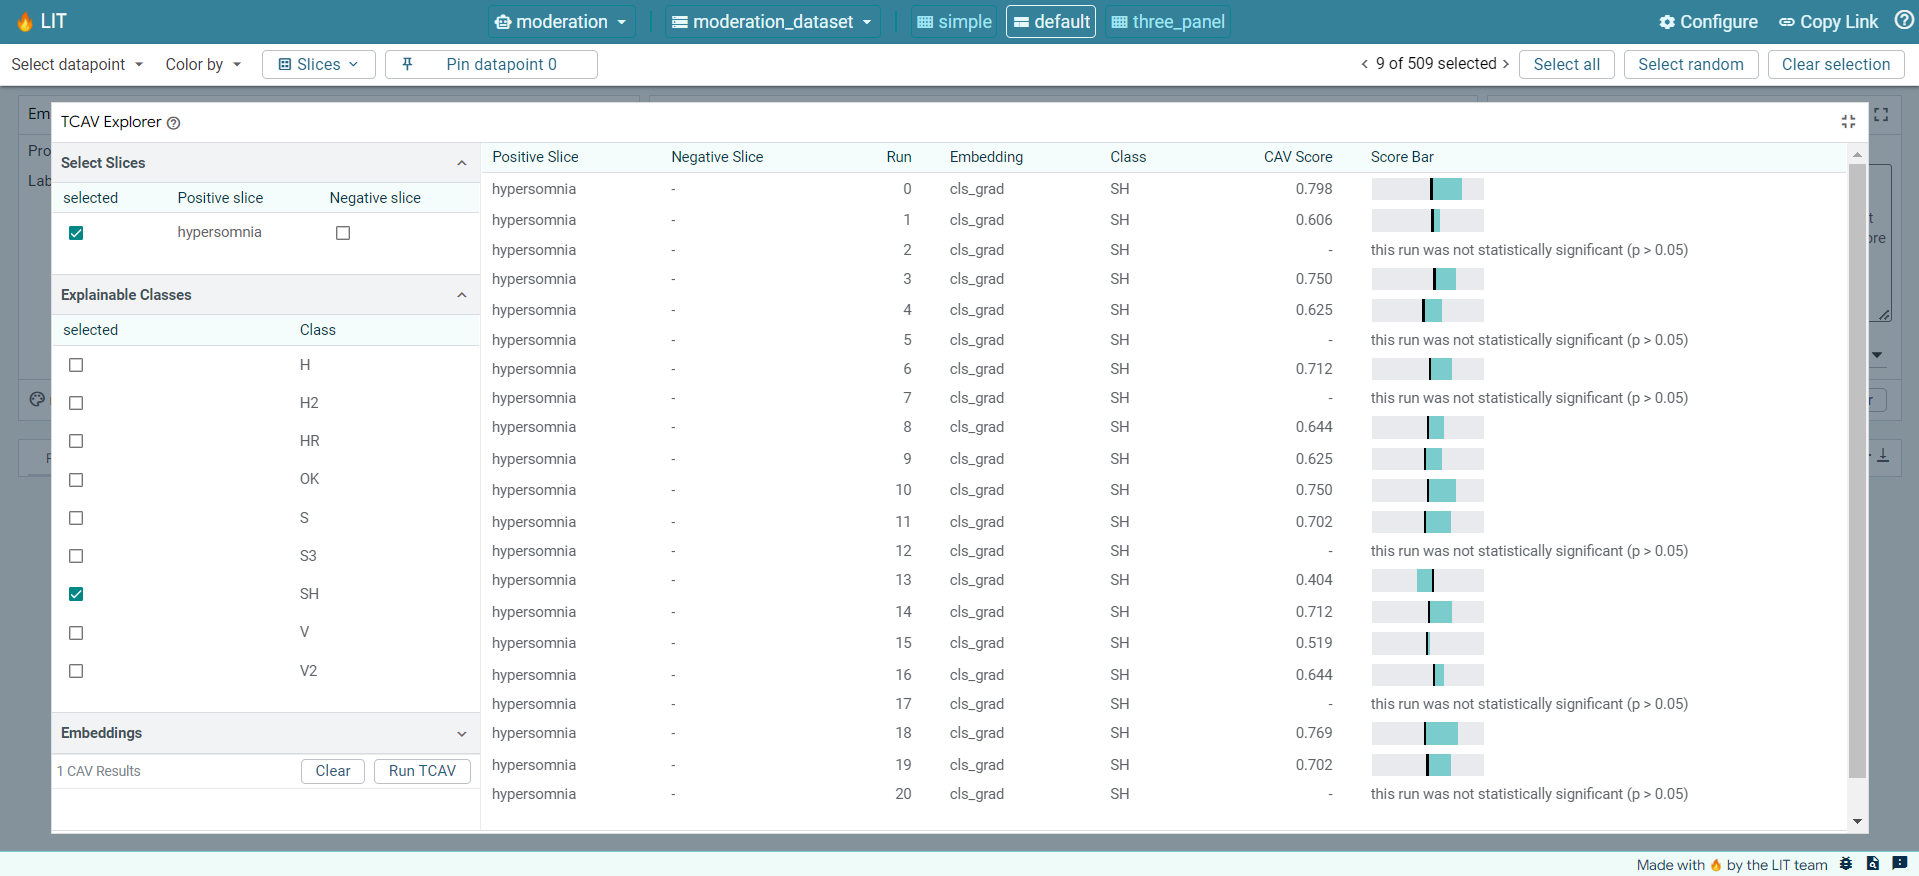 LIT
moderation
moderation_dataset
simple
default
three_panel
Configure
Copy Link
Select datapoint
Color by
Slices
Pin datapoint 0
9 of 509 selected
Select all
Select random
Clear selection
TCAV Explorer
Select Slices
selected Positive slice Negative slice
hypersomnia
Explainable Classes
selected Class
H
H2
HR
OK
S
S3
SH
V
V2
Embeddings
1 CAV Results
Clear
Run TCAV
Positive Slice Negative Slice Run Embedding Class CAV Score Score Bar
hypersomnia - 0 cls_grad SH 0.798
hypersomnia - 1 cls_grad SH 0.606
hypersomnia - 2 cls_grad SH - this run was not statistically significant (p > 0.05)
hypersomnia - 3 cls_grad SH 0.750
hypersomnia - 4 cls_grad SH 0.625
hypersomnia - 5 cls_grad SH - this run was not statistically significant (p > 0.05)
hypersomnia - 6 cls_grad SH 0.712
hypersomnia - 7 cls_grad SH - this run was not statistically significant (p > 0.05)
hypersomnia - 8 cls_grad SH 0.644
hypersomnia - 9 cls_grad SH 0.625
hypersomnia - 10 cls_grad SH 0.750
hypersomnia - 11 cls_grad SH 0.702
hypersomnia - 12 cls_grad SH - this run was not statistically significant (p > 0.05)
hypersomnia - 13 cls_grad SH 0.404
hypersomnia - 14 cls_grad SH 0.712
hypersomnia - 15 cls_grad SH 0.519
hypersomnia - 16 cls_grad SH 0.644
hypersomnia - 17 cls_grad SH - this run was not statistically significant (p > 0.05)
hypersomnia - 18 cls_grad SH 0.769
hypersomnia - 19 cls_grad SH 0.702
hypersomnia - 20 cls_grad SH - this run was not statistically significant (p > 0.05)
Made with 🔥 by the LIT team